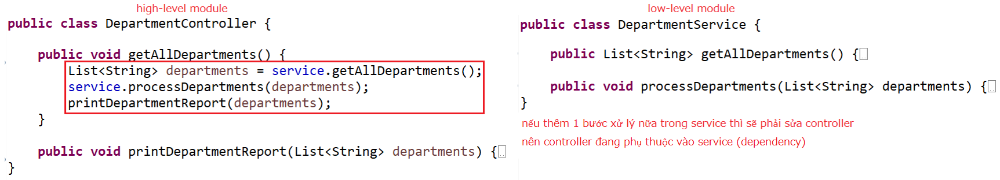 high-level module
public class DepartmentController {
public void getAllDepartments() {
List<String> departments = service.getAllDepartments();
service.processDepartments(departments);
printDepartmentReport(departments);
}
public void printDepartmentReport(List<String> departments) {
}
low-level module
public class DepartmentService {
public List<String> getAllDepartments() {
public void processDepartments(List<String> departments) {
}
nếu thêm 1 bước xử lý nữa trong service thì sẽ phải sửa controller
nên controller đang phụ thuộc vào service (dependency)